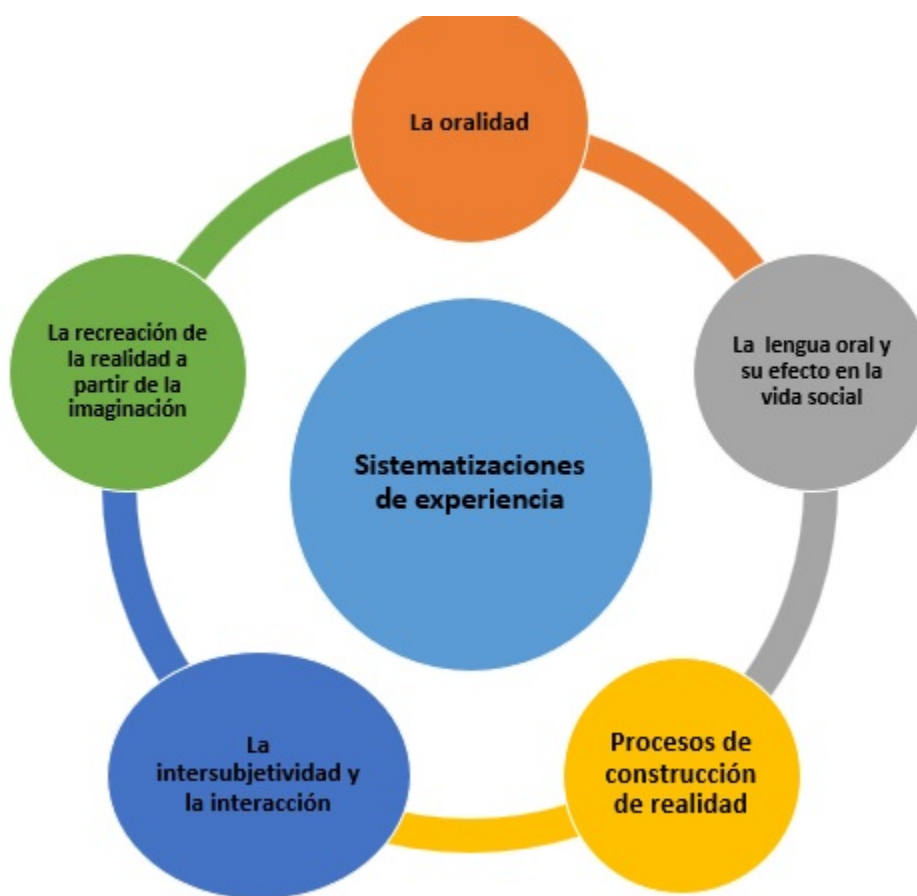 La oralidad
La lengua oral y
su efecto en la
vida social
Procesos de
construcción
de realidad
La
intersubjetividad y
la interacción
La recreación de
la realidad a
partir de la
imaginación
Sistematizaciones
de experiencia